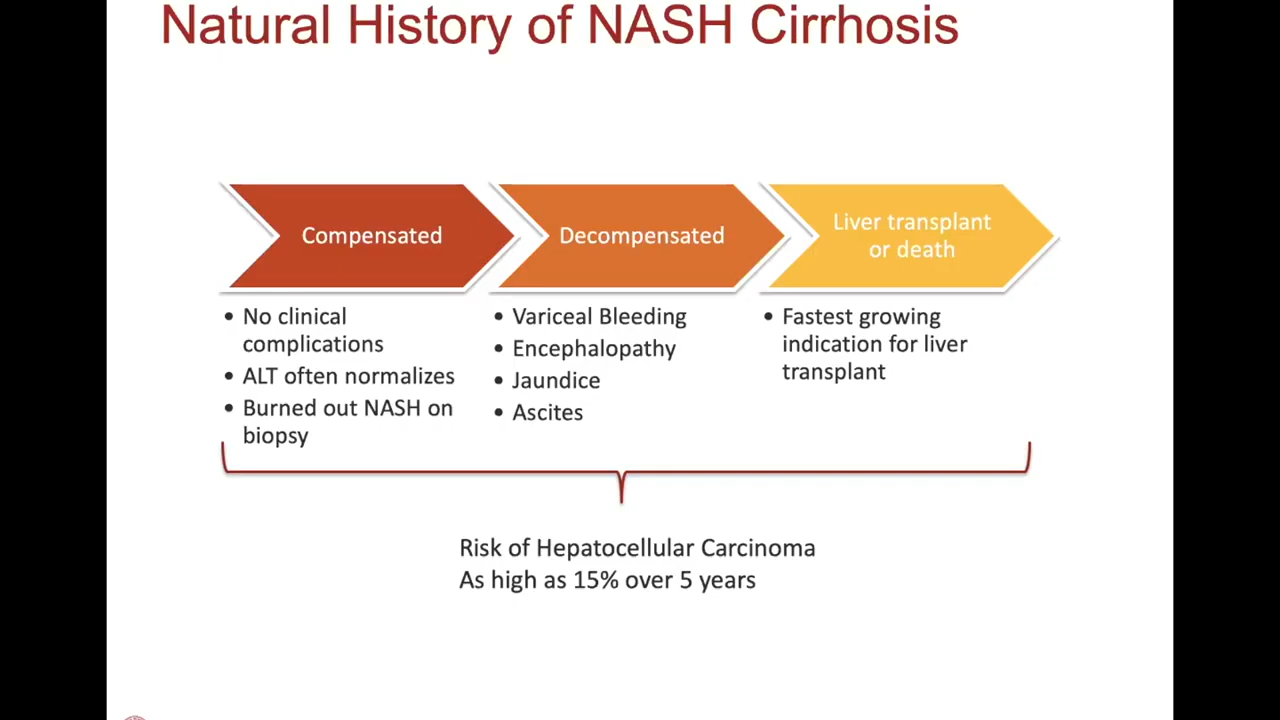 Natural History of NASH Cirrhosis
Compensated
Decompensated
Liver transplant
or death
• No clinical
complications
• ALT often normalizes
• Burned out NASH on
biopsy
• Variceal Bleeding
• Encephalopathy
• Jaundice
• Ascites
• Fastest growing
indication for liver
transplant
Risk of Hepatocellular Carcinoma
As high as 15% over 5 years